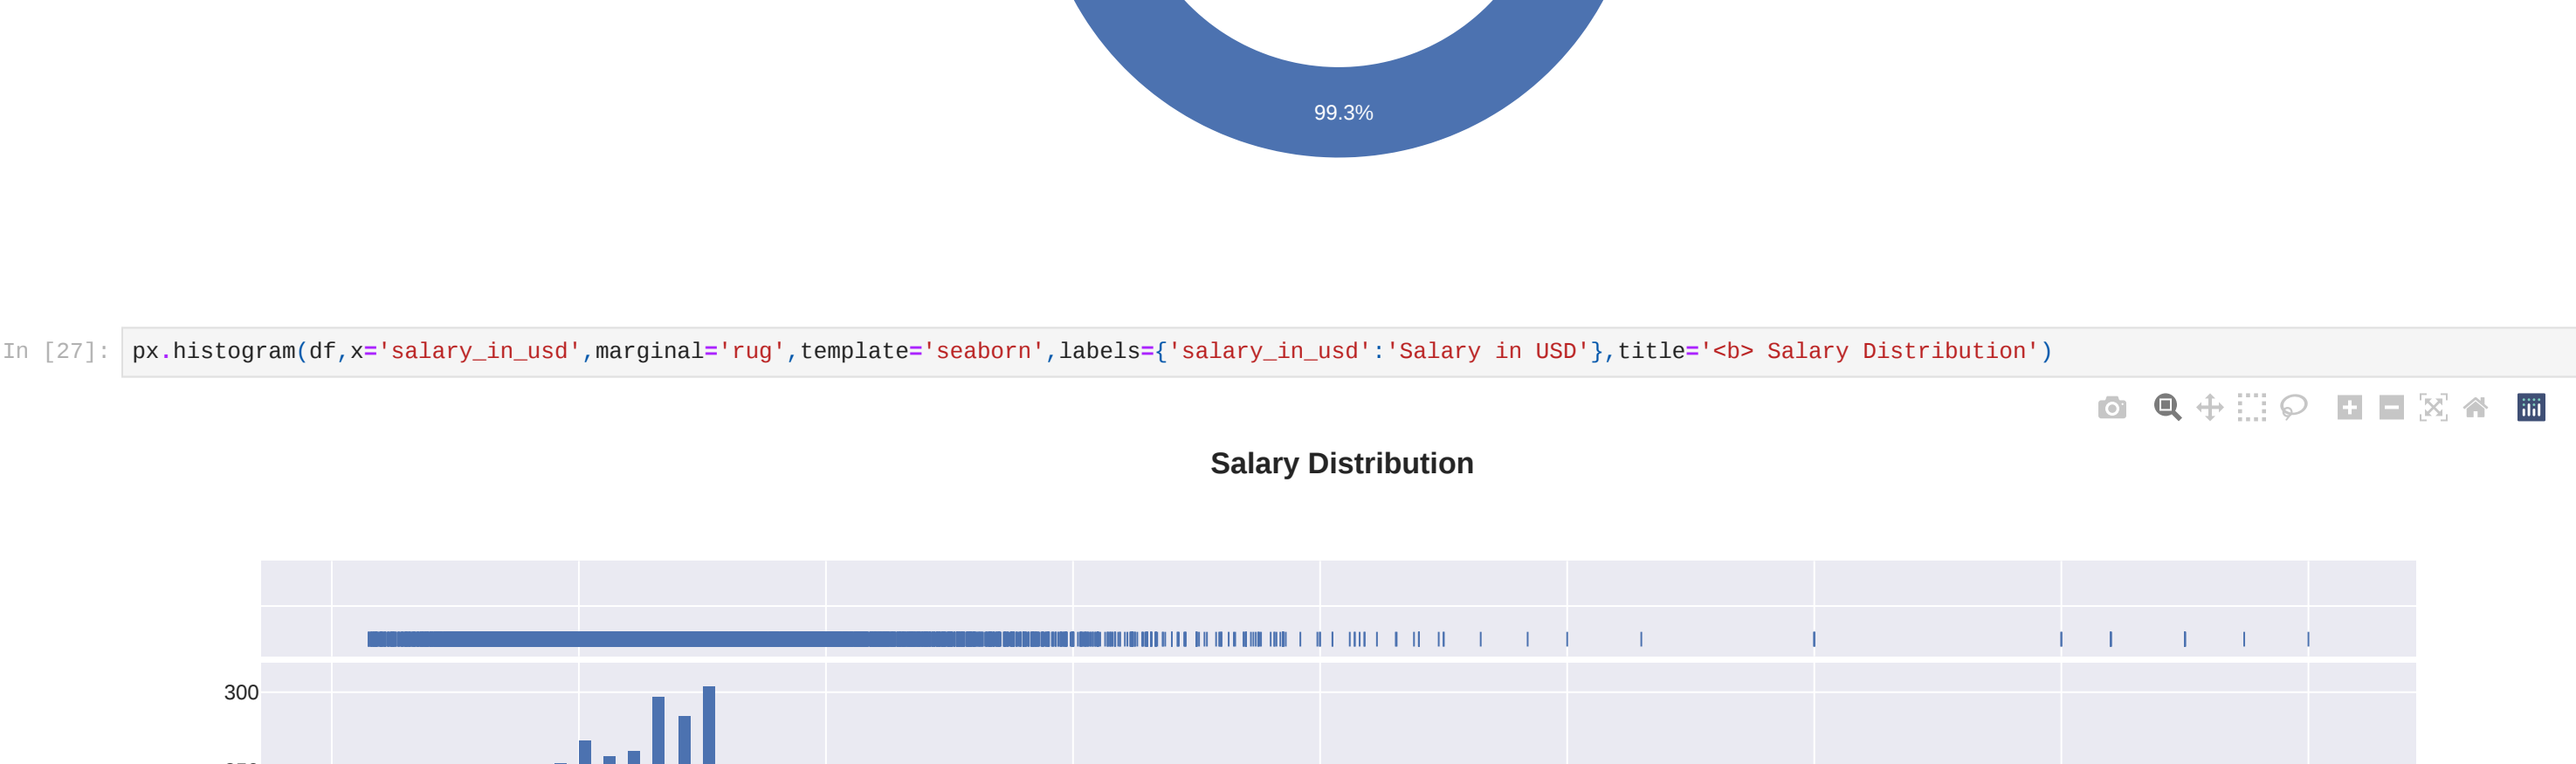 99.3%
In [27]: px.histogram(df,x='salary_in_usd',marginal='rug',template='seaborn',labels={'salary_in_usd':'Salary in USD'},title='<b> Salary Distribution')
Salary Distribution
300